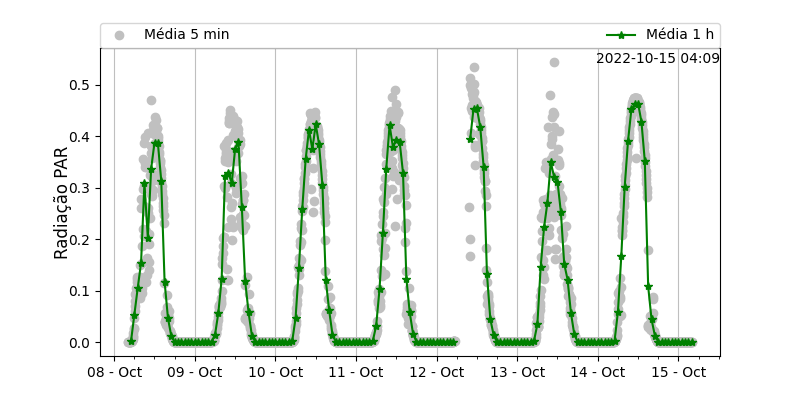 Média 5 min
Média 1 h
2022-10-15 04:09
Radiação PAR
0.5
0.4
0.3
0.2
0.1
0.0
08 - Oct
09 - Oct
10 - Oct
11 - Oct
12 - Oct
13 - Oct
14 - Oct
15 - Oct